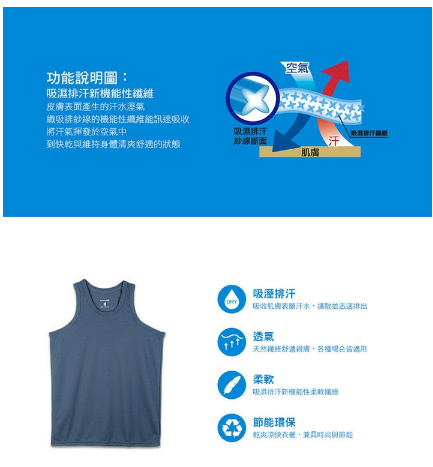 功能說明圖：
吸濕排汗新機能性纖維
皮膚表面產生的汗水溼氣
織吸排紗線的機能性纖維能訊速吸收
將汗氣揮發於空氣中
到快乾與維持身體清爽舒適的狀態
空氣
吸濕排汗
紗線斷面
吸濕排汗纖維
汗
肌膚
DRY
吸溼排汗
吸收肌膚表層汗水，擴散並迅速排出
透氣
天然纖維舒適親膚，各種場合皆適用
柔軟
吸濕排汗新機能性柔軟纖維
節能環保
乾爽涼快衣著，兼具時尚與節能